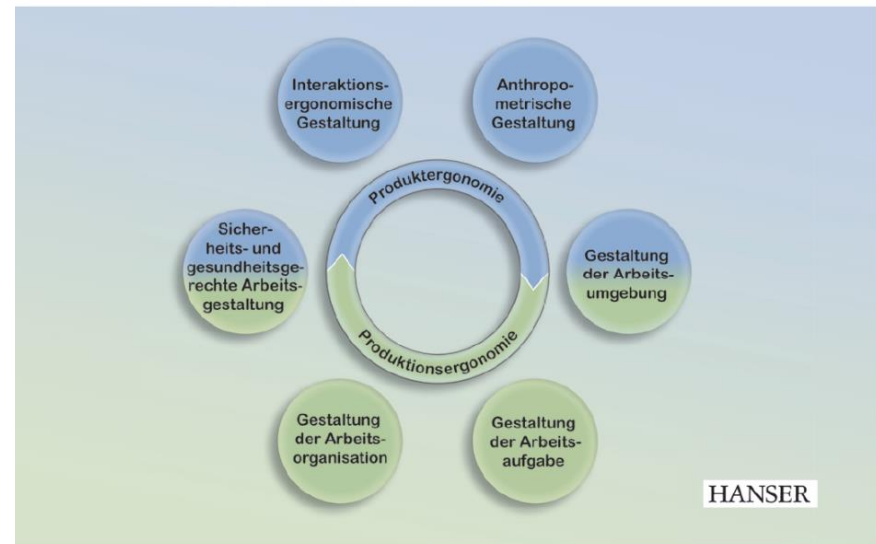 Interaktions-
ergonomische
Gestaltung
Anthropo-
metrische
Gestaltung
Produktergonomie
Sicher-
heits- und
gesundheitsge-
rechte Arbeits-
gestaltung
Gestaltung
der Arbeits-
umgebung
Produktionsergonomie
Gestaltung
der Arbeits-
organisation
Gestaltung
der Arbeits-
aufgabe
HANSER